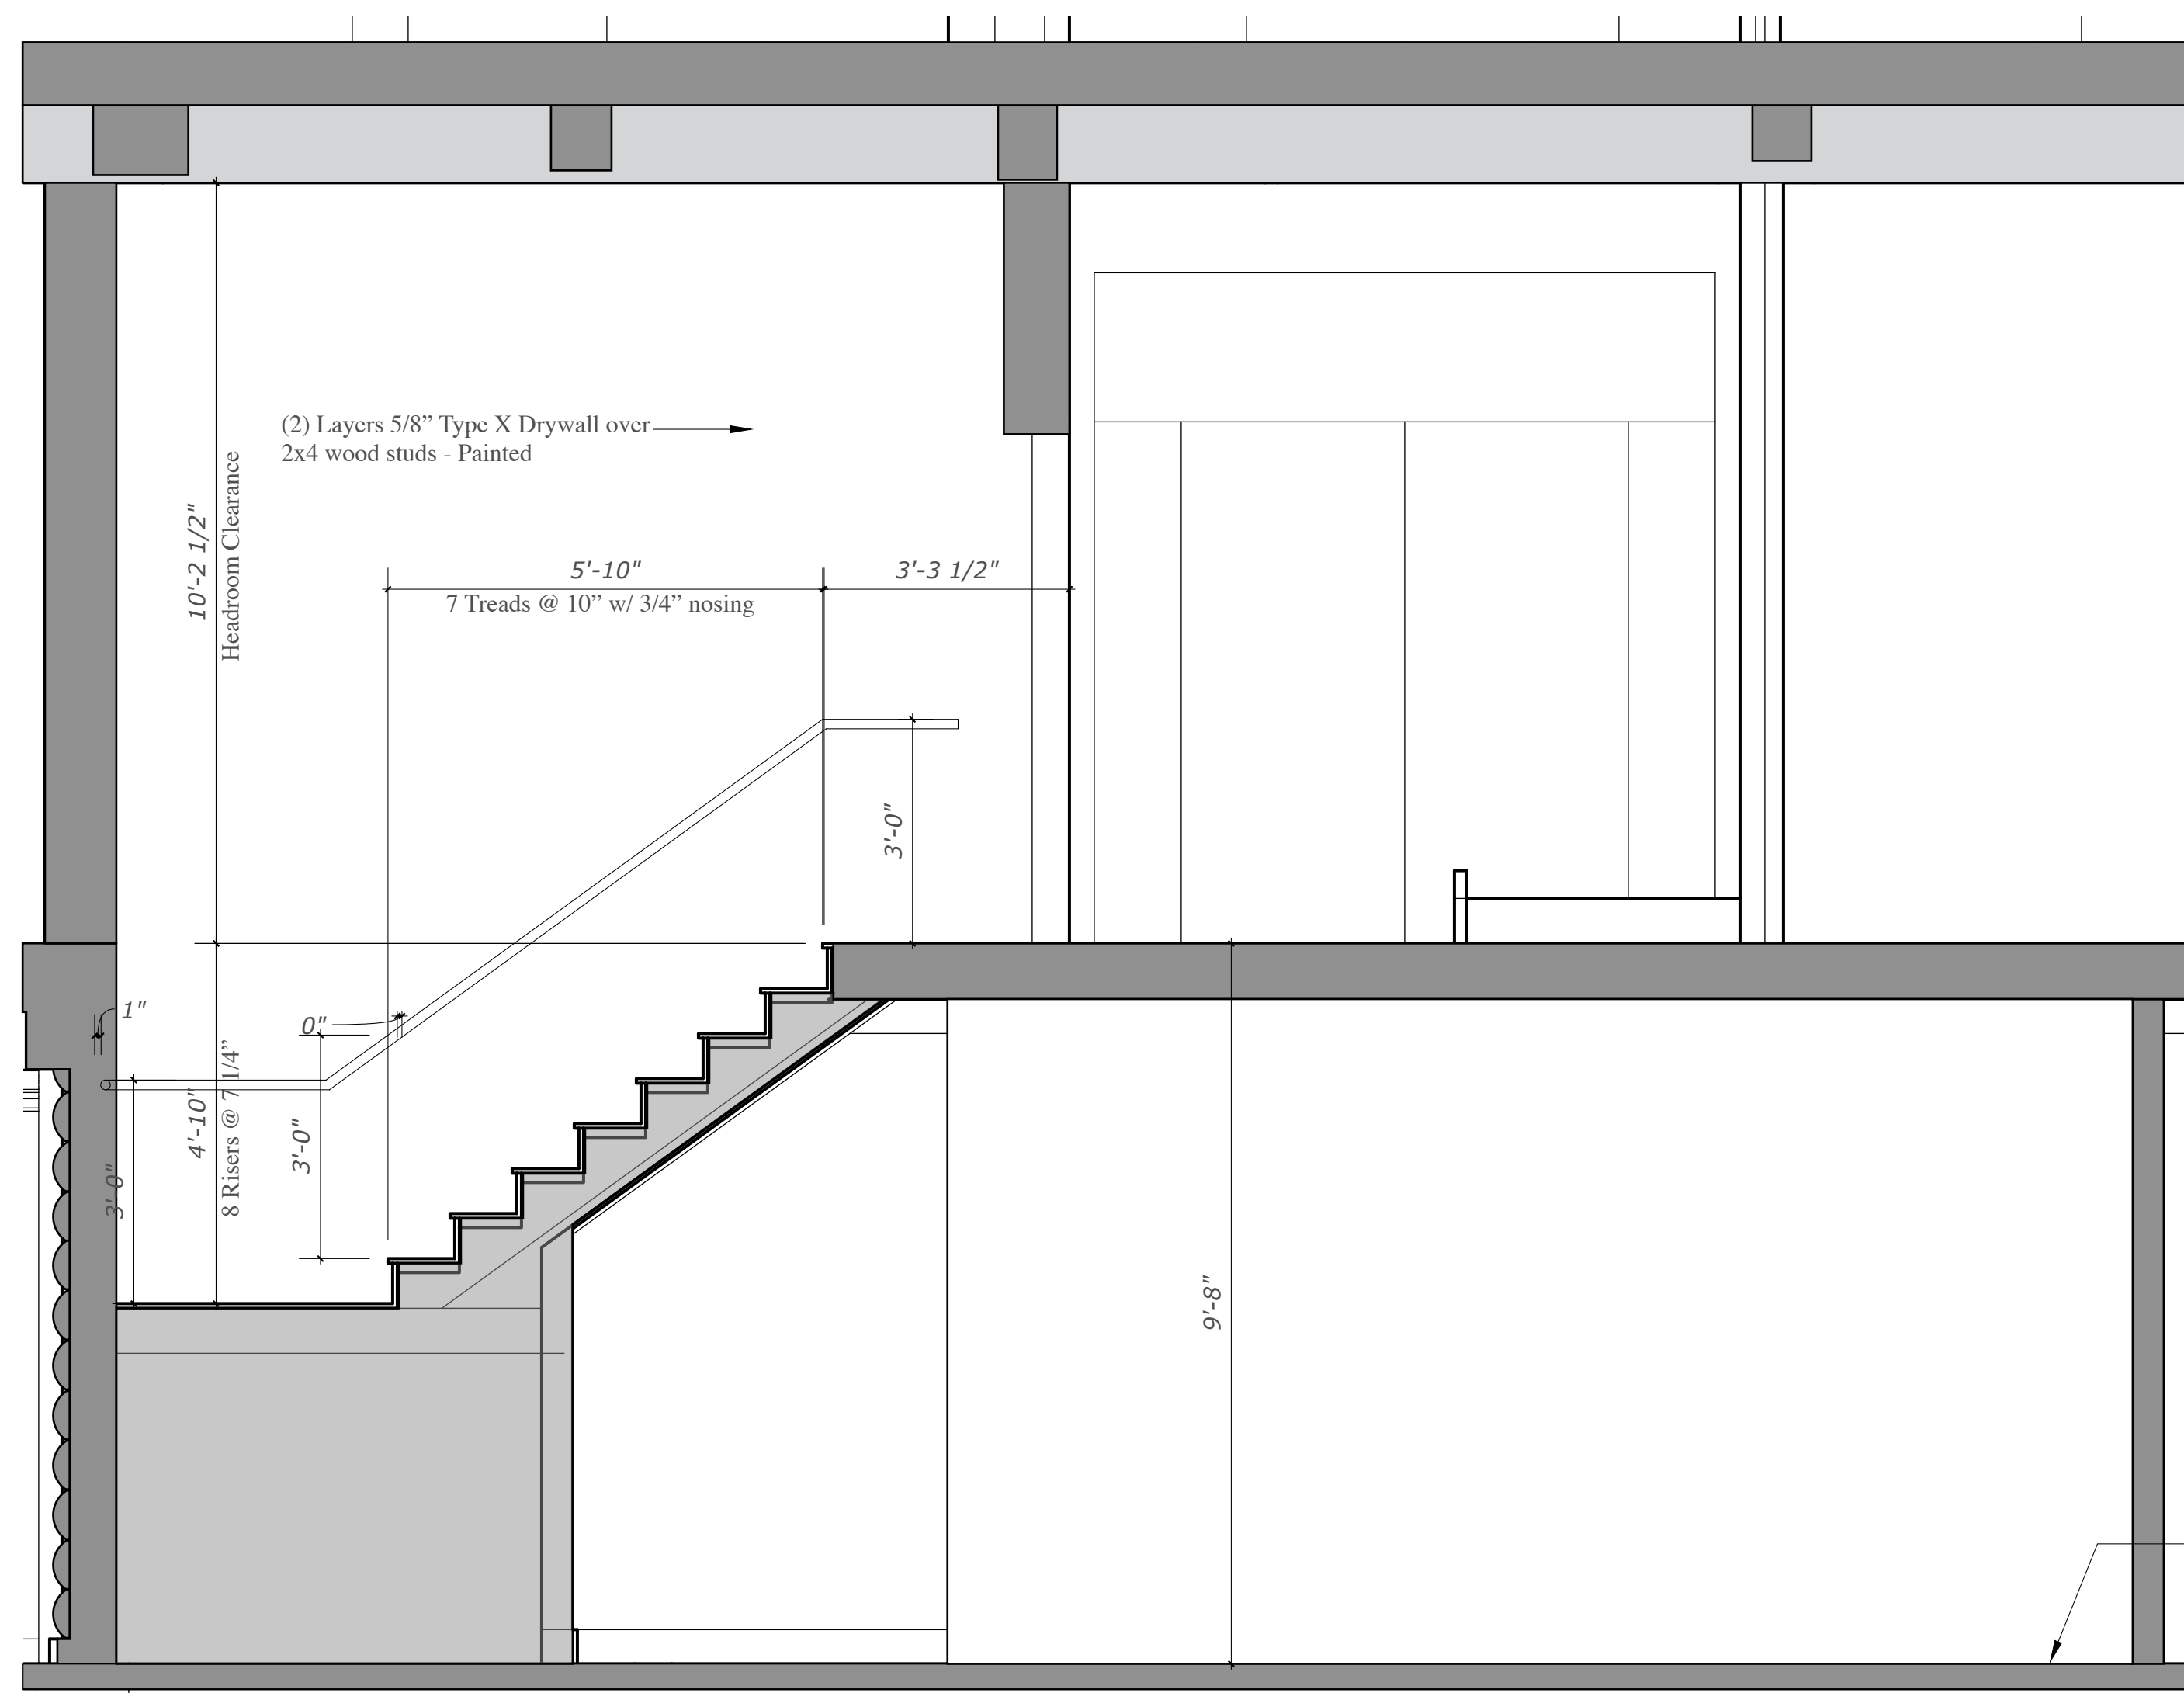 (2) Layers 5/8” Type X Drywall over
2x4 wood studs - Painted
10'-2 1/2"
Headroom Clearance
5'-10"
7 Treads @ 10” w/ 3/4” nosing
3'-3 1/2"
3'-0"
1"
0"
3'-0"
4'-10"
8 Risers @ 7 1/4”
3'-0"
9'-8"